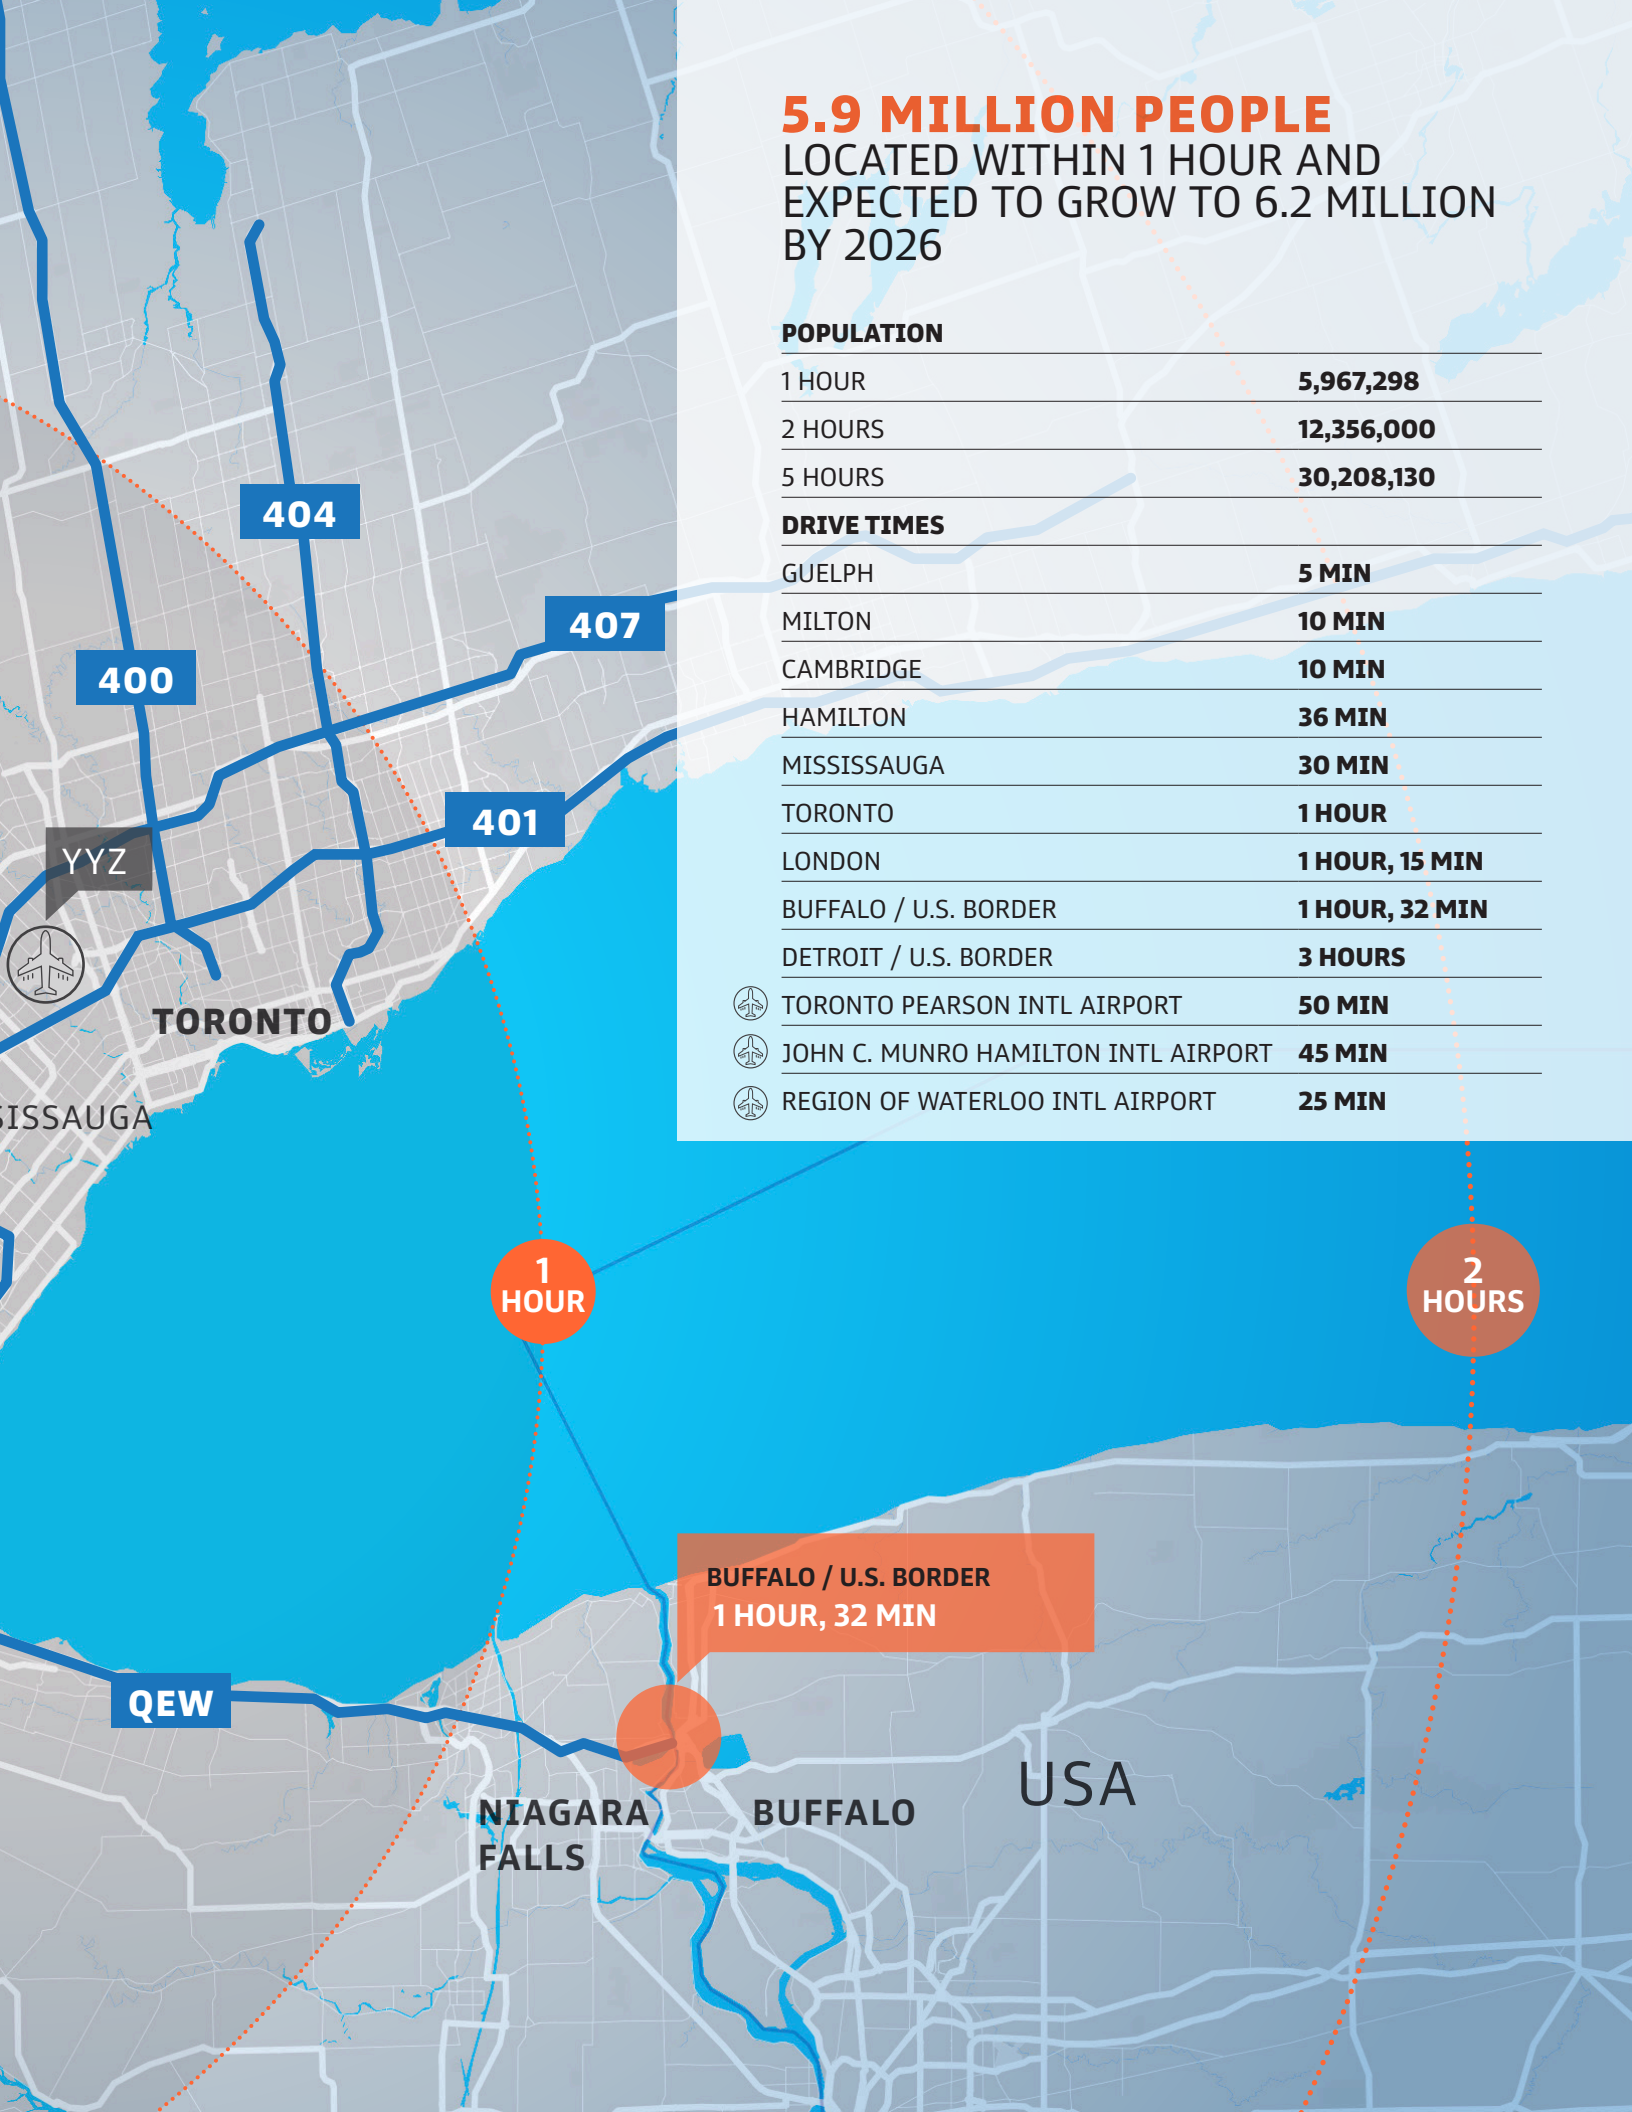 5.9 MILLION PEOPLE
LOCATED WITHIN 1 HOUR AND
EXPECTED TO GROW TO 6.2 MILLION
BY 2026
POPULATION
1 HOUR 5,967,298
2 HOURS 12,356,000
5 HOURS 30,208,130
DRIVE TIMES
GUELPH 5 MIN
MILTON 10 MIN
CAMBRIDGE 10 MIN
HAMILTON 36 MIN
MISSISSAUGA 30 MIN
TORONTO 1 HOUR
LONDON 1 HOUR, 15 MIN
BUFFALO / U.S. BORDER 1 HOUR, 32 MIN
DETROIT / U.S. BORDER 3 HOURS
TORONTO PEARSON INTL AIRPORT 50 MIN
JOHN C. MUNRO HAMILTON INTL AIRPORT 45 MIN
REGION OF WATERLOO INTL AIRPORT 25 MIN
404
407
400
401
YYZ
TORONTO
SISSAUGA
1
HOUR
2
HOURS
BUFFALO / U.S. BORDER
1 HOUR, 32 MIN
QEW
USA
NIAGARA
FALLS
BUFFALO